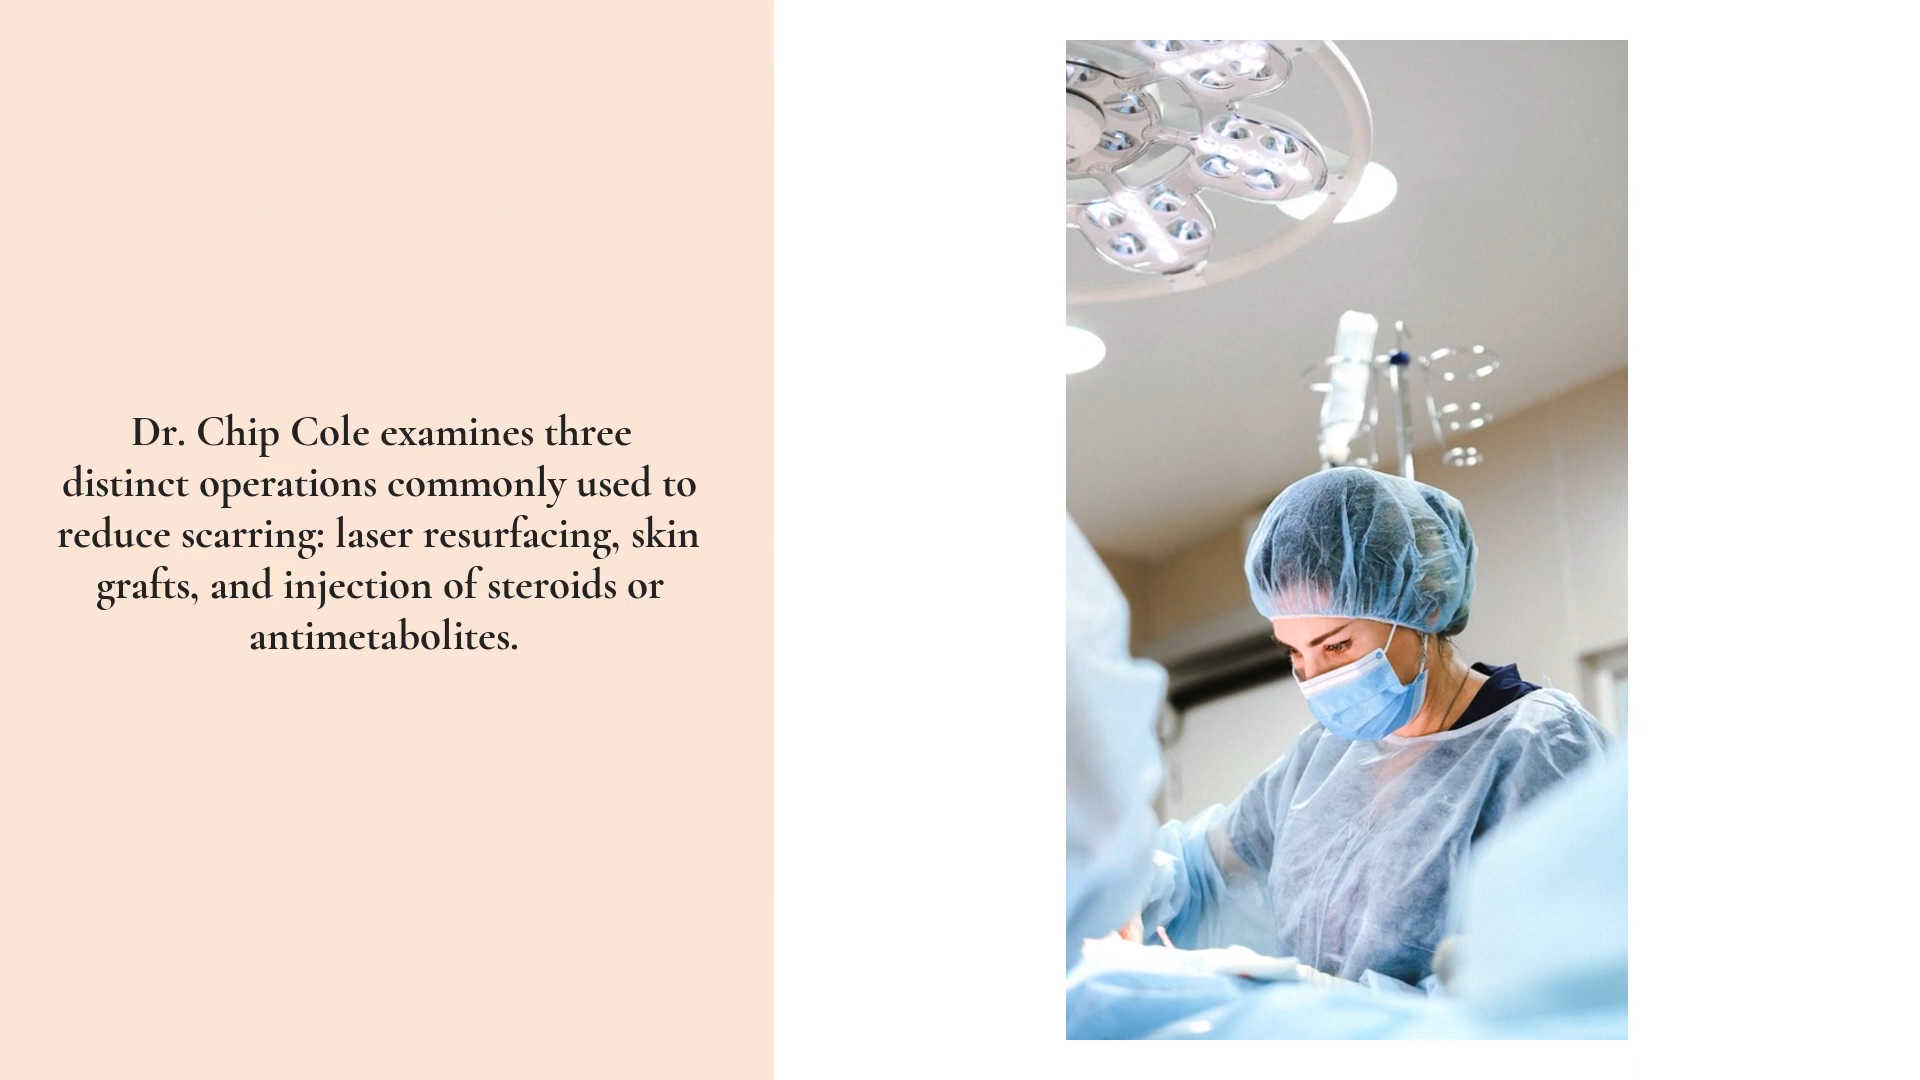 Dr. Chip Cole examines three
distinct operations commonly used to
reduce scarring: laser resurfacing, skin
grafts, and injection of steroids or
antimetabolites.